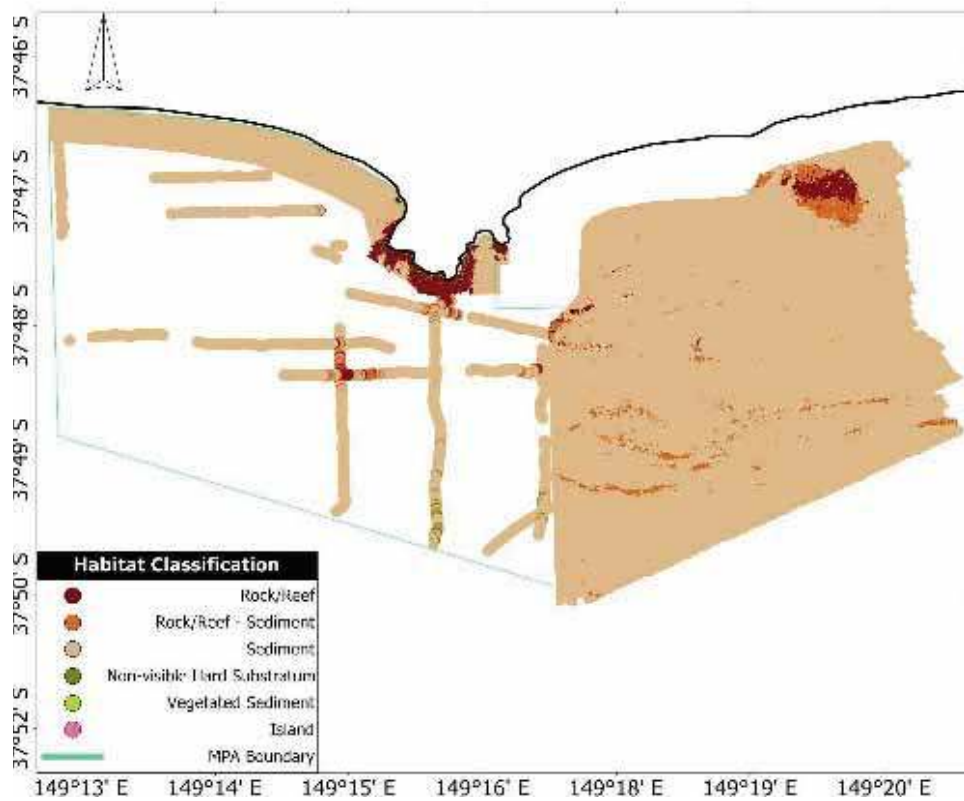 37°46' S
37°47' S
37°48' S
37°49' S
37°50' S
37°52' S
Habitat Classification
Rock/Reef
Rock/Reef - Sediment
Sediment
Non-visible Hard Substratum
Vegetated Sediment
Island
MPA Boundary
149°13' E 149°14' E 149°15' E 149°16' E 149°18' E 149°19' E 149°20' E